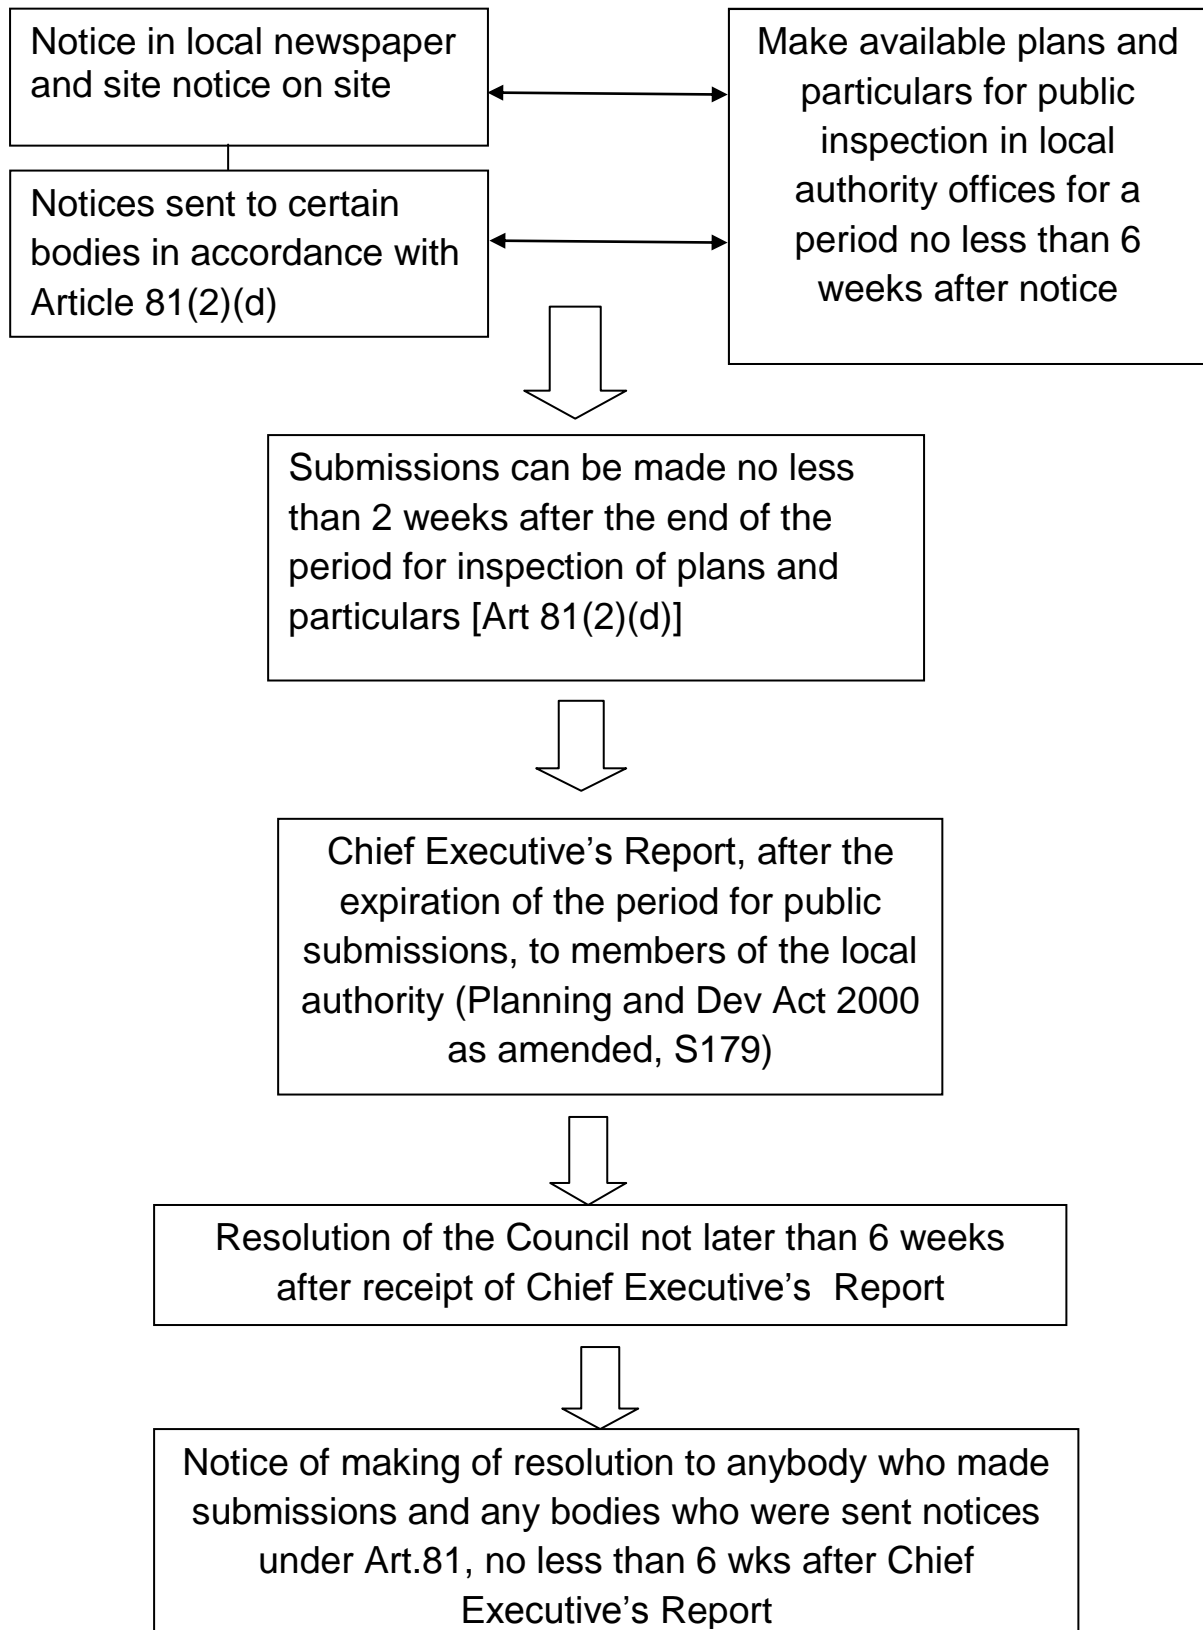 Notice in local newspaper
and site notice on site
Notices sent to certain
bodies in accordance with
Article 81(2)(d)
Make available plans and
particulars for public
inspection in local
authority offices for a
period no less than 6
weeks after notice
Submissions can be made no less
than 2 weeks after the end of the
period for inspection of plans and
particulars [Art 81(2)(d)]
Chief Executive’s Report, after the
expiration of the period for public
submissions, to members of the local
authority (Planning and Dev Act 2000
as amended, S179)
Resolution of the Council not later than 6 weeks
after receipt of Chief Executive’s  Report
Notice of making of resolution to anybody who made
submissions and any bodies who were sent notices
under Art.81, no less than 6 wks after Chief
Executive’s Report